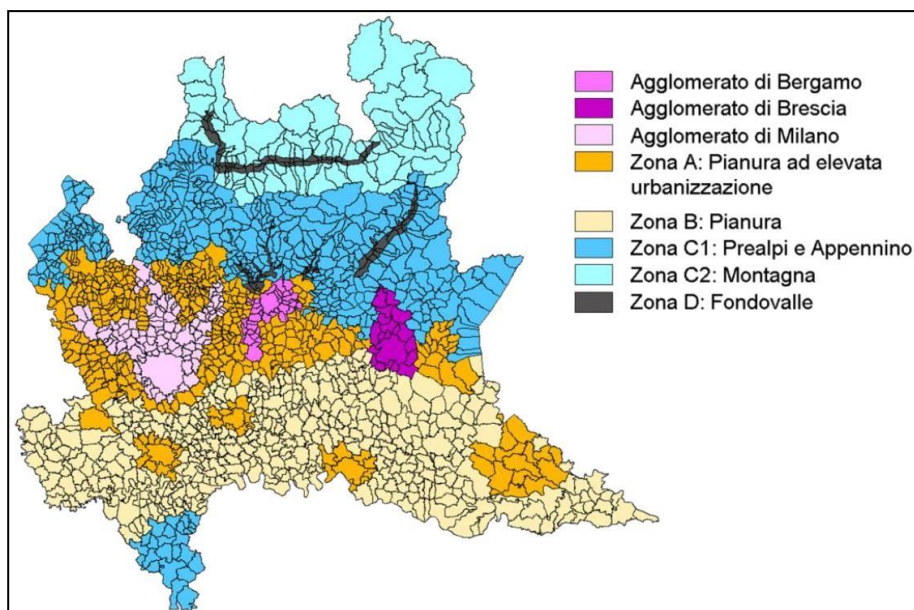 Agglomerato di Bergamo
Agglomerato di Brescia
Agglomerato di Milano
Zona A: Pianura ad elevata
urbanizzazione
Zona B: Pianura
Zona C1: Prealpi e Appennino
Zona C2: Montagna
Zona D: Fondovalle